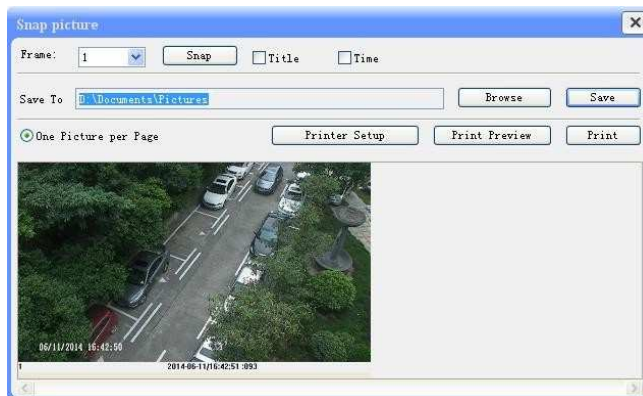 Snap picture
Frame: 1 Snap Title Time
Save To D:\Documents\Pictures Browse Save
One Picture per Page Printer Setup Print Preview Print
06/11/2014 16:42:50
1 2014-06-11/16:42:51 :093